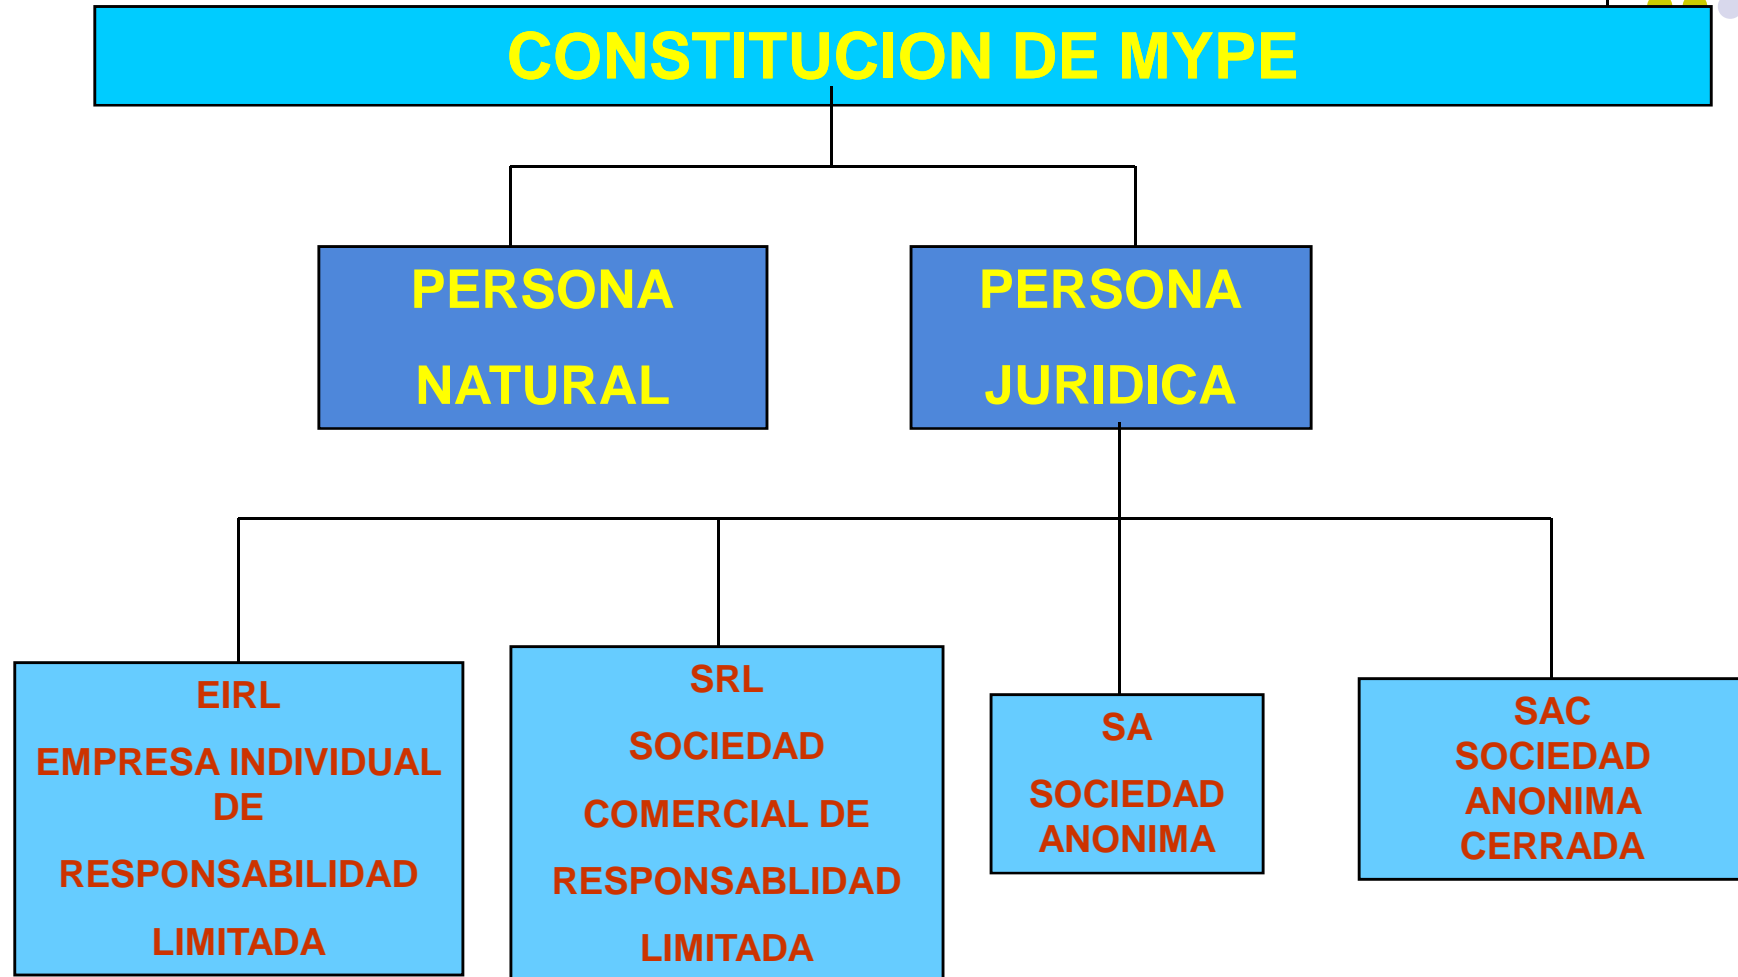 CONSTITUCION DE MYPE
PERSONA
NATURAL
PERSONA
JURIDICA
EIRL
EMPRESA INDIVIDUAL
DE
RESPONSABILIDAD
LIMITADA
SRL
SOCIEDAD
COMERCIAL DE
RESPONSABLIDAD
LIMITADA
SA
SOCIEDAD
ANONIMA
SAC
SOCIEDAD
ANONIMA
CERRADA